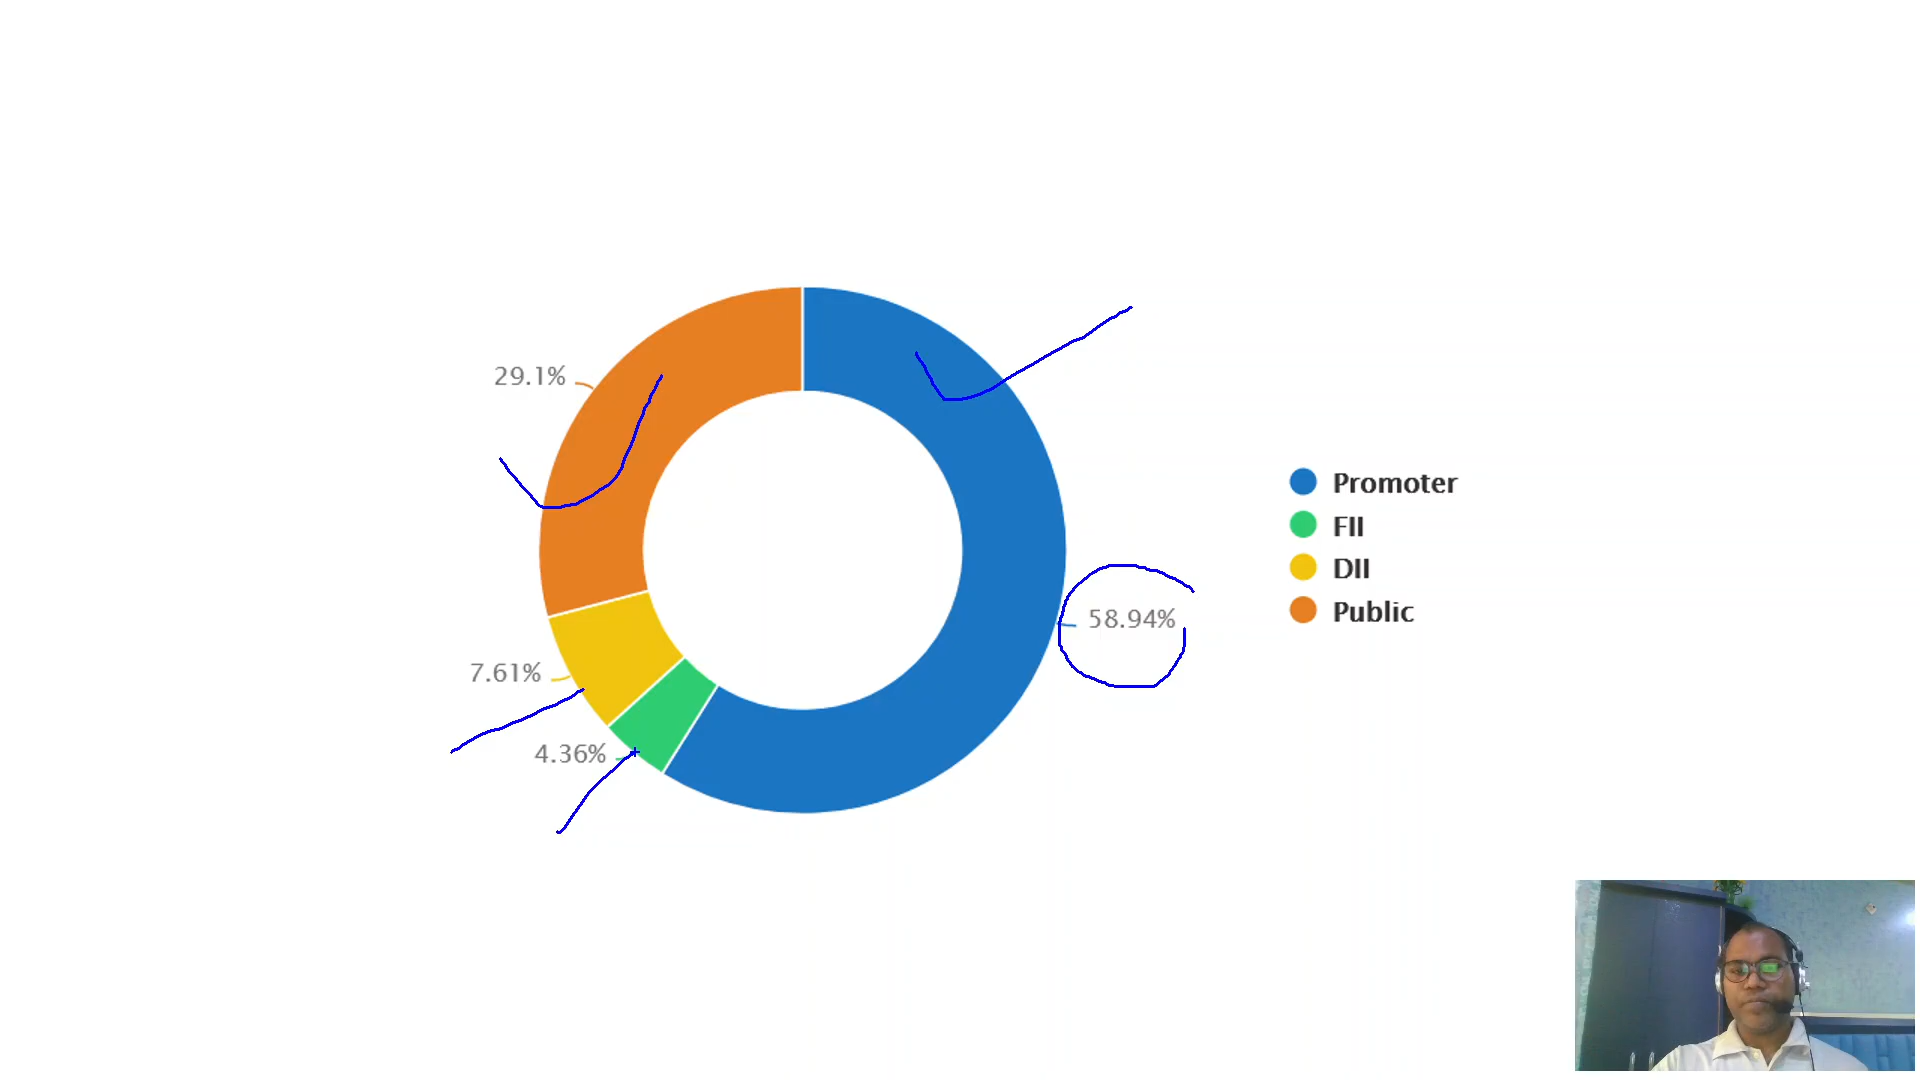 29.1%
58.94%
7.61%
4.36%
Promoter
FII
DII
Public